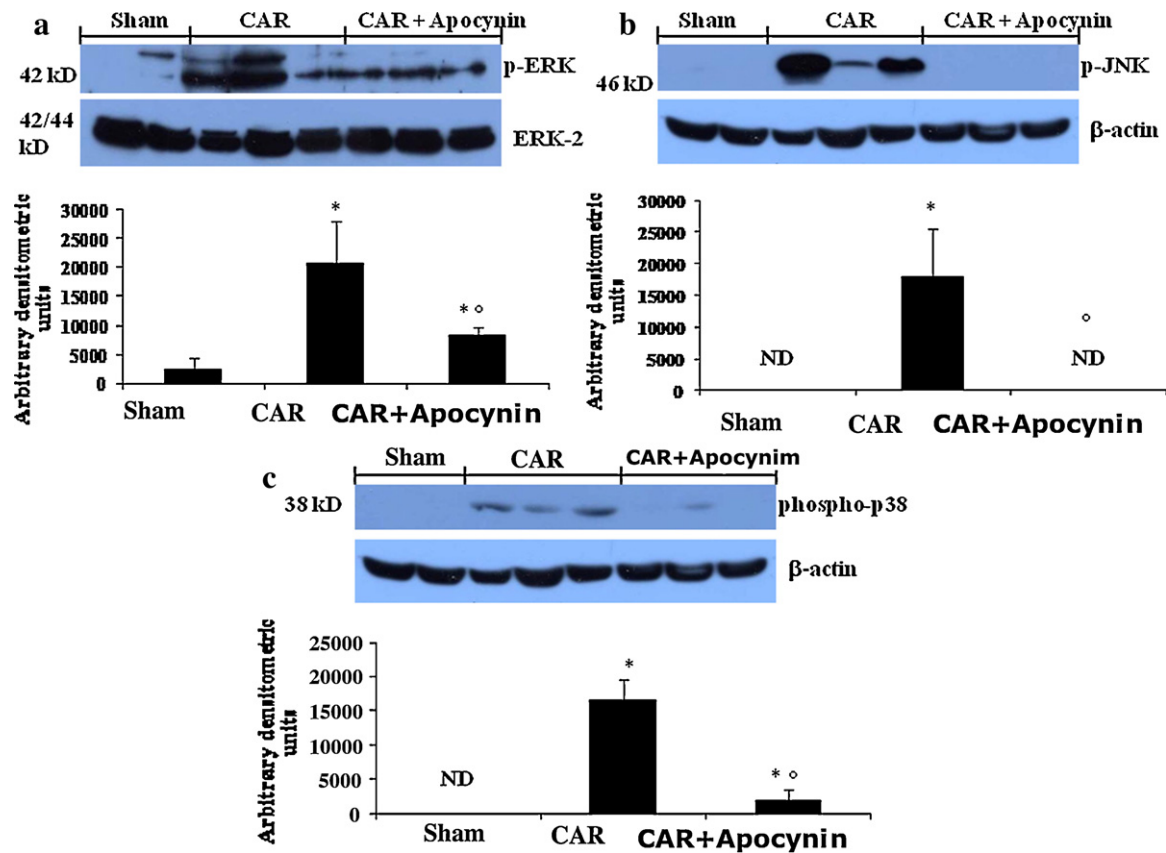 a
Sham CAR CAR + Apocynin
42 kD p-ERK
42/44 kD ERK-2
Arbitrary densitometric units
30000
25000
20000
15000
10000
5000
0
*
* °
Sham CAR CAR+Apocynin
b
Sham CAR CAR + Apocynin
46 kD p-JNK
β-actin
Arbitrary densitometric units
30000
25000
20000
15000
10000
5000
0
*
°
ND ND
Sham CAR CAR+Apocynin
c
Sham CAR CAR+Apocynim
38 kD phospho-p38
β-actin
Arbitrary densitometric units
25000
20000
15000
10000
5000
0
*
* °
ND
Sham CAR CAR+Apocynin